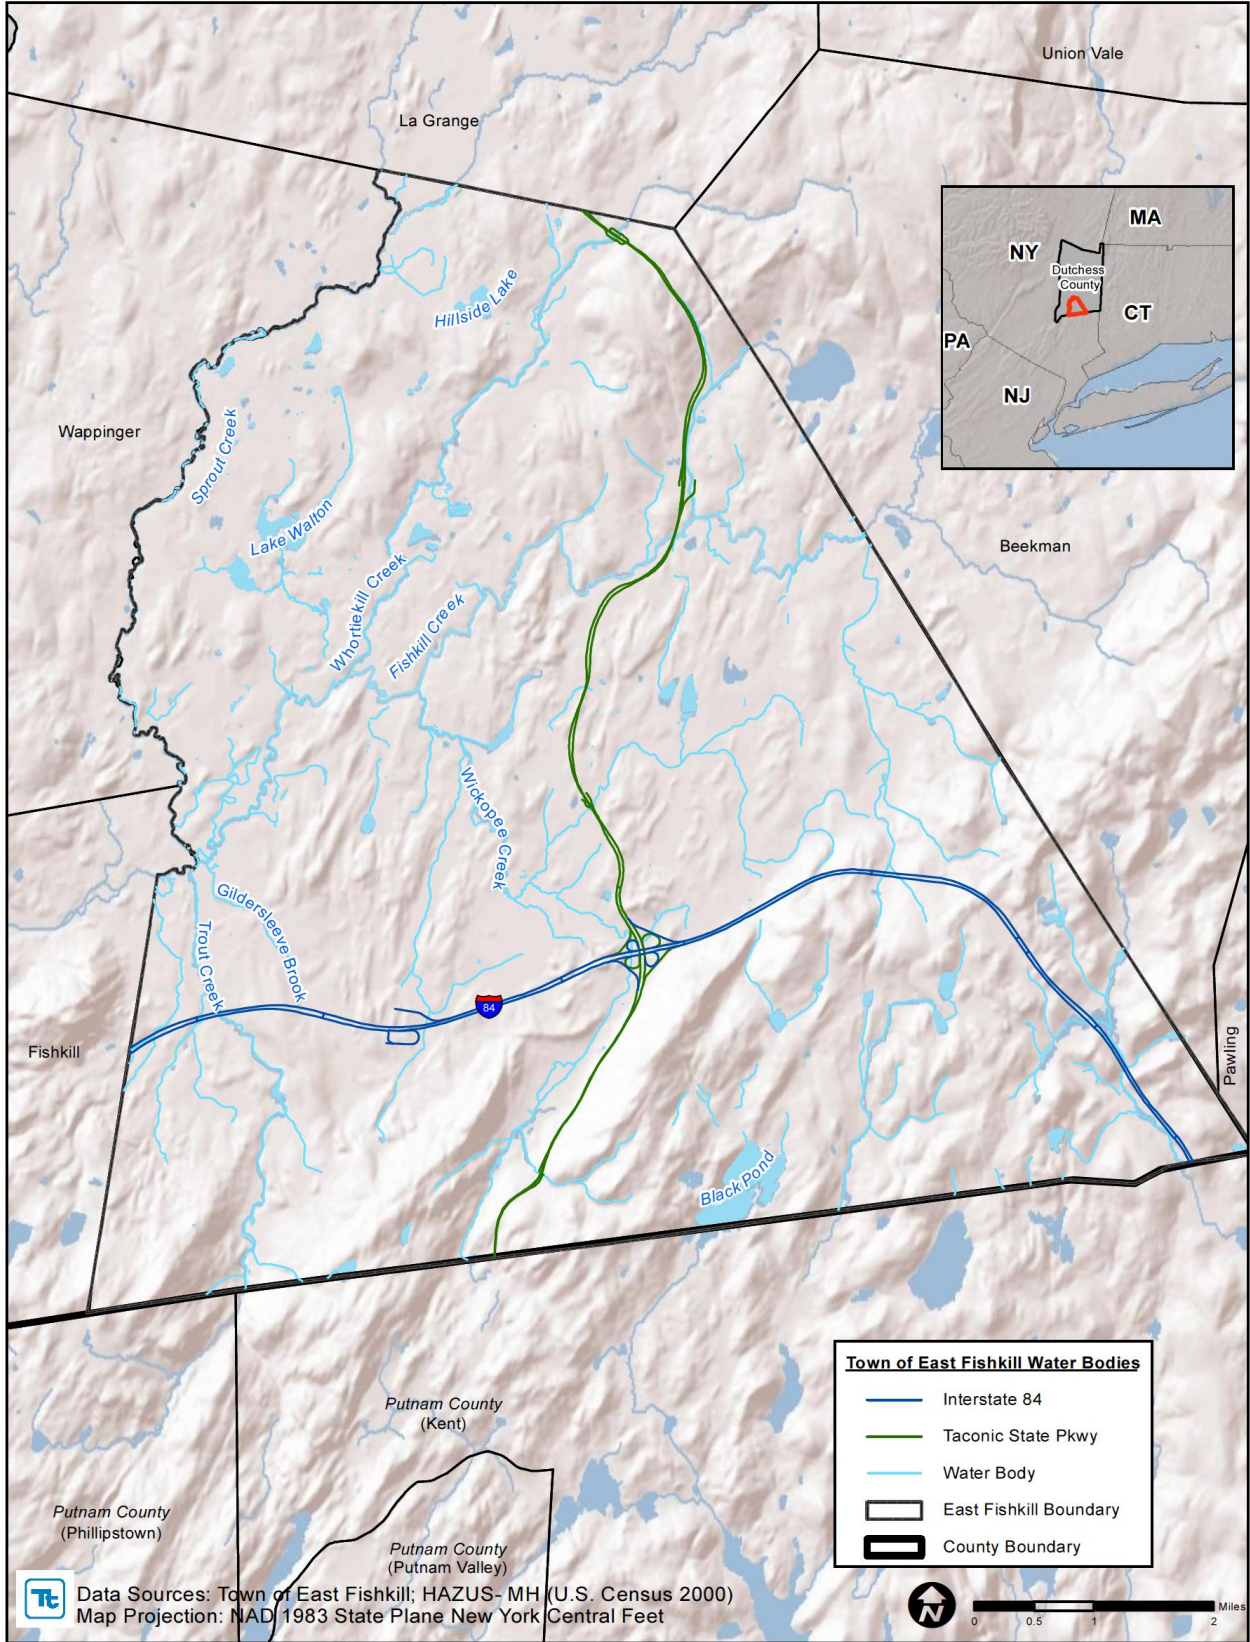 Union Vale
La Grange
MA
NY
Dutchess
County
CT
PA
NJ
Hillside Lake
Wappinger
Sprout Creek
Lake Walton
Beekman
Whortiekill Creek
Fishkill Creek
Wickopee Creek
Gildersleeve Brook
Trout Creek
84
Fishkill
Pawling
Black Pond
Town of East Fishkill Water Bodies
Interstate 84
Taconic State Pkwy
Water Body
East Fishkill Boundary
County Boundary
Putnam County
(Kent)
Putnam County
(Phillipstown)
Putnam County
(Putnam Valley)
Tt
Data Sources: Town of East Fishkill; HAZUS- MH (U.S. Census 2000)
Map Projection: NAD 1983 State Plane New York Central Feet
N
Miles
0 0.5 1 2